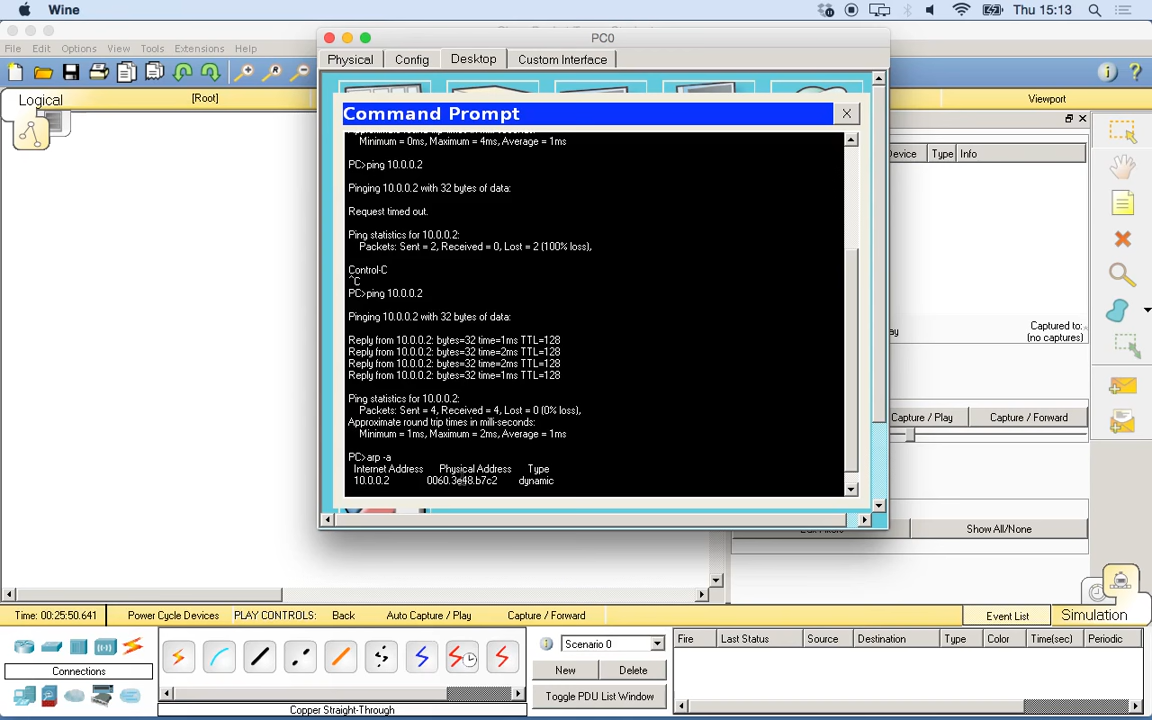 Wine
Thu 15:13
PC0
File Edit Options View Tools Extensions Help
Physical Config Desktop Custom Interface
Logical
[Root]
Viewport
Command Prompt
X
Device Type Info
Minimum = 0ms, Maximum = 4ms, Average = 1ms
PC>ping 10.0.0.2
Pinging 10.0.0.2 with 32 bytes of data:
Request timed out.
Ping statistics for 10.0.0.2:
Packets: Sent = 2, Received = 0, Lost = 2 (100% loss),
Control-C
^C
PC>ping 10.0.0.2
Pinging 10.0.0.2 with 32 bytes of data:
Reply from 10.0.0.2: bytes=32 time=1ms TTL=128
Reply from 10.0.0.2: bytes=32 time=2ms TTL=128
Reply from 10.0.0.2: bytes=32 time=2ms TTL=128
Reply from 10.0.0.2: bytes=32 time=1ms TTL=128
Ping statistics for 10.0.0.2:
Packets: Sent = 4, Received = 4, Lost = 0 (0% loss),
Approximate round trip times in milli-seconds:
Minimum = 1ms, Maximum = 2ms, Average = 1ms
PC>arp -a
Internet Address Physical Address Type
10.0.0.2 0060.3e48.b7c2 dynamic
Captured to:
(no captures)
Capture / Play Capture / Forward
Show All/None
Time: 00:25:50.641 Power Cycle Devices PLAY CONTROLS: Back Auto Capture / Play Capture / Forward
Event List
Simulation
Connections
Copper Straight-Through
Scenario 0
New Delete
Toggle PDU List Window
Fire Last Status Source Destination Type Color Time(sec) Periodic